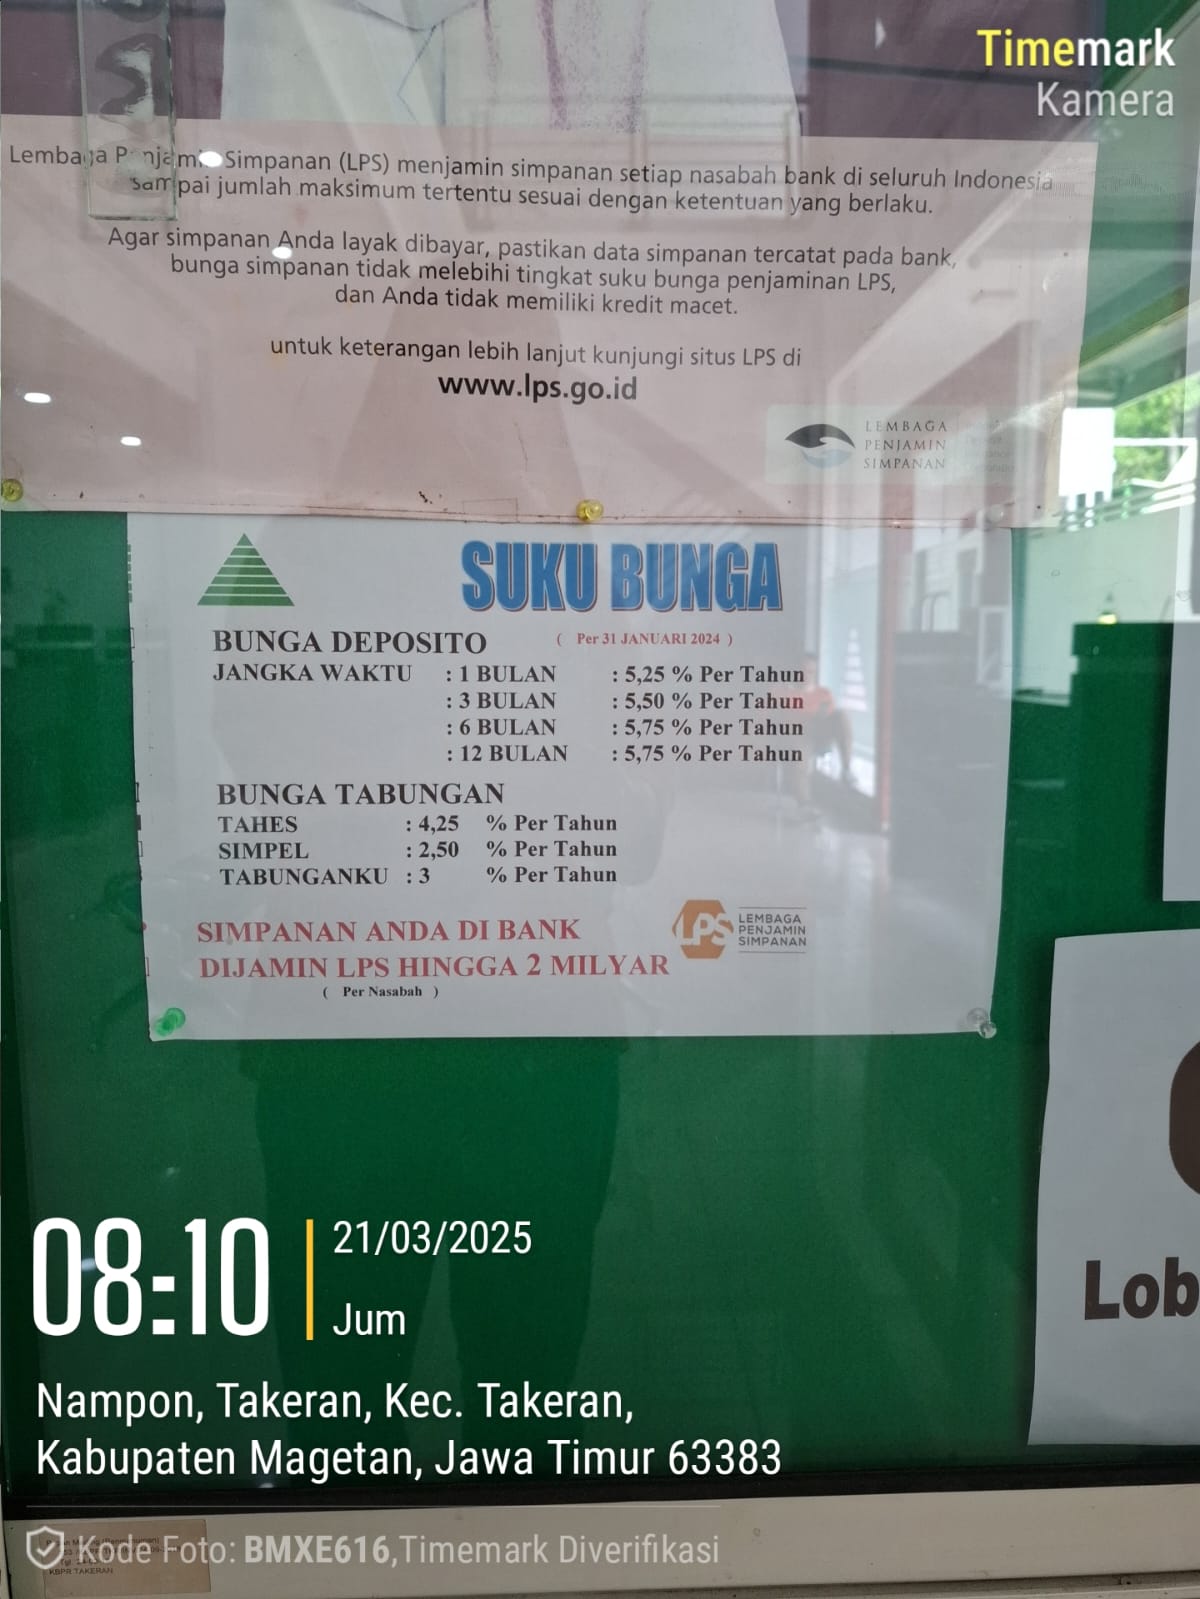 Timemark
Kamera
Lembaga Penjamin Simpanan (LPS) menjamin simpanan setiap nasabah bank di seluruh Indonesia
sampai jumlah maksimum tertentu sesuai dengan ketentuan yang berlaku.
Agar simpanan Anda layak dibayar, pastikan data simpanan tercatat pada bank,
bunga simpanan tidak melebihi tingkat suku bunga penjaminan LPS,
dan Anda tidak memiliki kredit macet.
untuk keterangan lebih lanjut kunjungi situs LPS di
www.lps.go.id
LEMBAGA
PENJAMIN
SIMPANAN
SUKU BUNGA
BUNGA DEPOSITO ( Per 31 JANUARI 2024 )
JANGKA WAKTU : 1 BULAN : 5,25 % Per Tahun
: 3 BULAN : 5,50 % Per Tahun
: 6 BULAN : 5,75 % Per Tahun
: 12 BULAN : 5,75 % Per Tahun
BUNGA TABUNGAN
TAHES : 4,25 % Per Tahun
SIMPEL : 2,50 % Per Tahun
TABUNGANKU : 3 % Per Tahun
SIMPANAN ANDA DI BANK
DIJAMIN LPS HINGGA 2 MILYAR
( Per Nasabah )
LPS LEMBAGA
PENJAMIN
SIMPANAN
Lob
08:10
21/03/2025
Jum
Nampon, Takeran, Kec. Takeran,
Kabupaten Magetan, Jawa Timur 63383
Kode Foto: BMXE616, Timemark Diverifikasi
KBPR TAKERAN